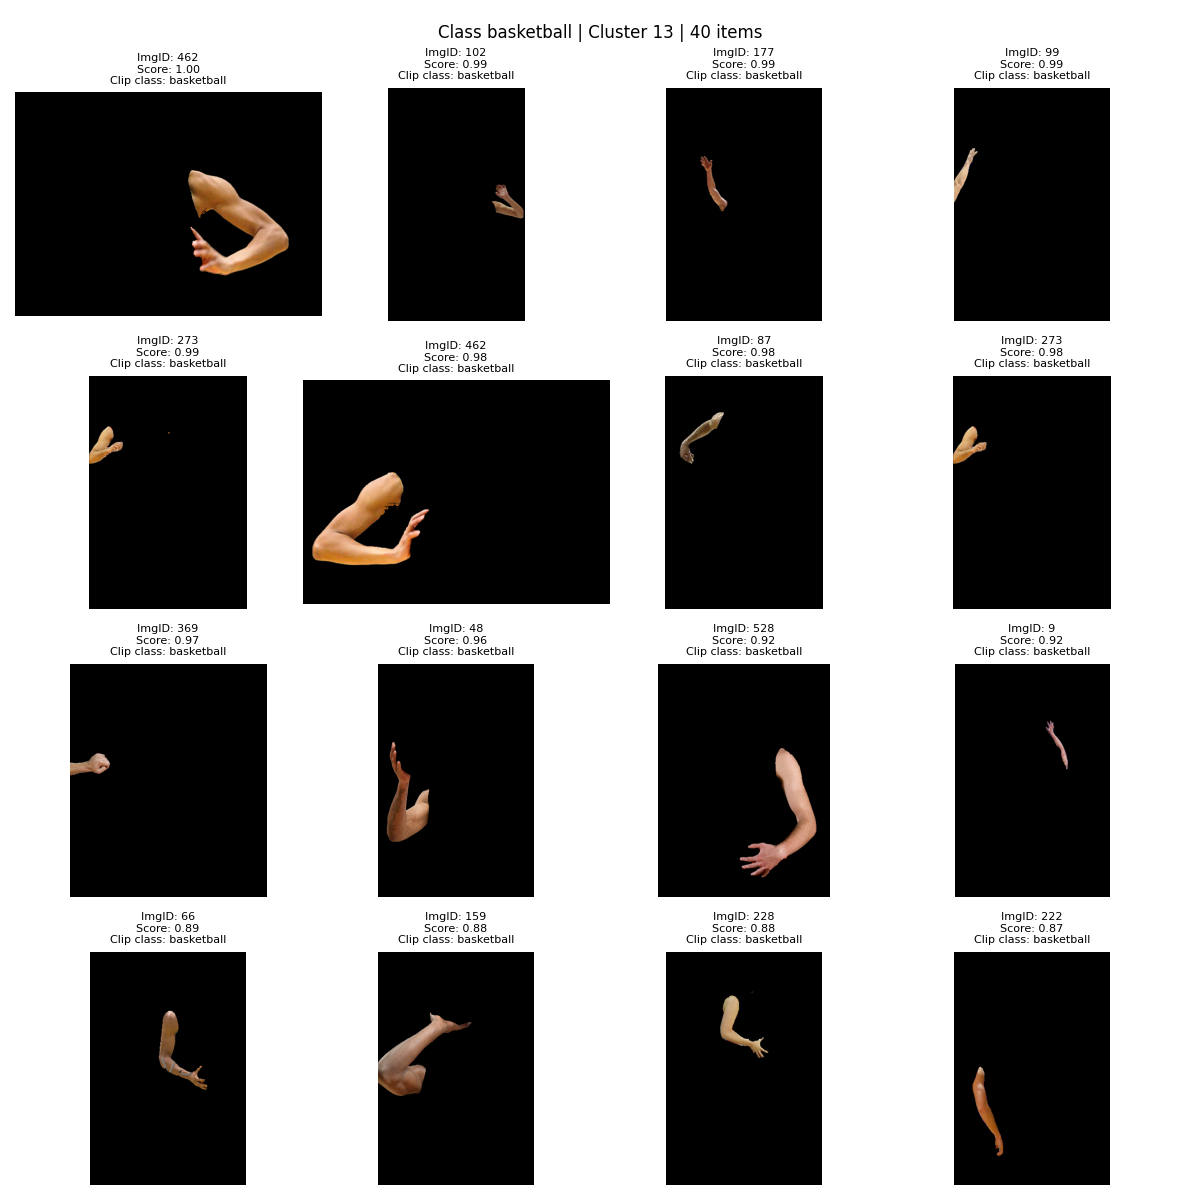 Class basketball | Cluster 13 | 40 items
ImgID: 462
Score: 1.00
Clip class: basketball
ImgID: 102
Score: 0.99
Clip class: basketball
ImgID: 177
Score: 0.99
Clip class: basketball
ImgID: 99
Score: 0.99
Clip class: basketball
ImgID: 273
Score: 0.99
Clip class: basketball
ImgID: 462
Score: 0.98
Clip class: basketball
ImgID: 87
Score: 0.98
Clip class: basketball
ImgID: 273
Score: 0.98
Clip class: basketball
ImgID: 369
Score: 0.97
Clip class: basketball
ImgID: 48
Score: 0.96
Clip class: basketball
ImgID: 528
Score: 0.92
Clip class: basketball
ImgID: 9
Score: 0.92
Clip class: basketball
ImgID: 66
Score: 0.89
Clip class: basketball
ImgID: 159
Score: 0.88
Clip class: basketball
ImgID: 228
Score: 0.88
Clip class: basketball
ImgID: 222
Score: 0.87
Clip class: basketball